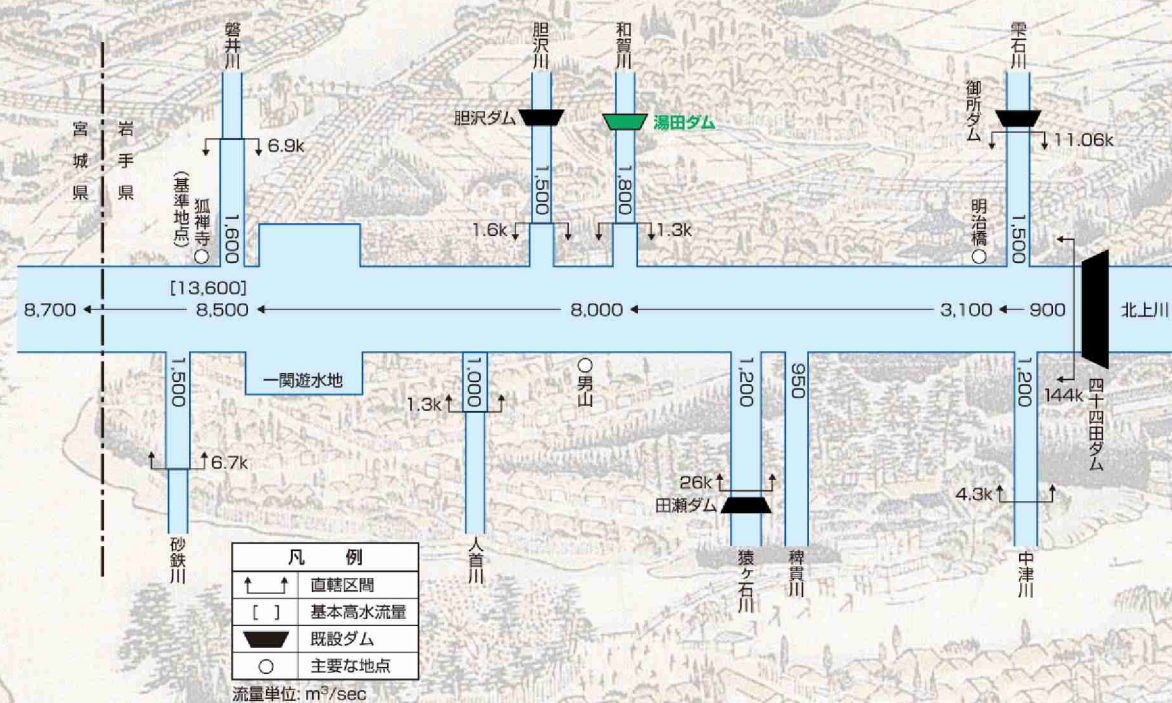 磐井川
胆沢川
和賀川
雫石川
宮城県
岩手県
胆沢ダム
湯田ダム
御所ダム
6.9k
11.06k
(基準地点)
狐禅寺
1,600
1,500
1,800
明治橋
1,500
1.6k
1.3k
[13,600]
8,700
8,500
8,000
3,100
900
北上川
一関遊水地
1,500
1,000
男山
1,200
950
1,200
144k
四十四田ダム
1.3k
6.7k
26k
田瀬ダム
4.3k
砂鉄川
人首川
猿ヶ石川
稗貫川
中津川
凡 例
直轄区間
[ ] 基本高水流量
既設ダム
主要な地点
流量単位: m³/sec